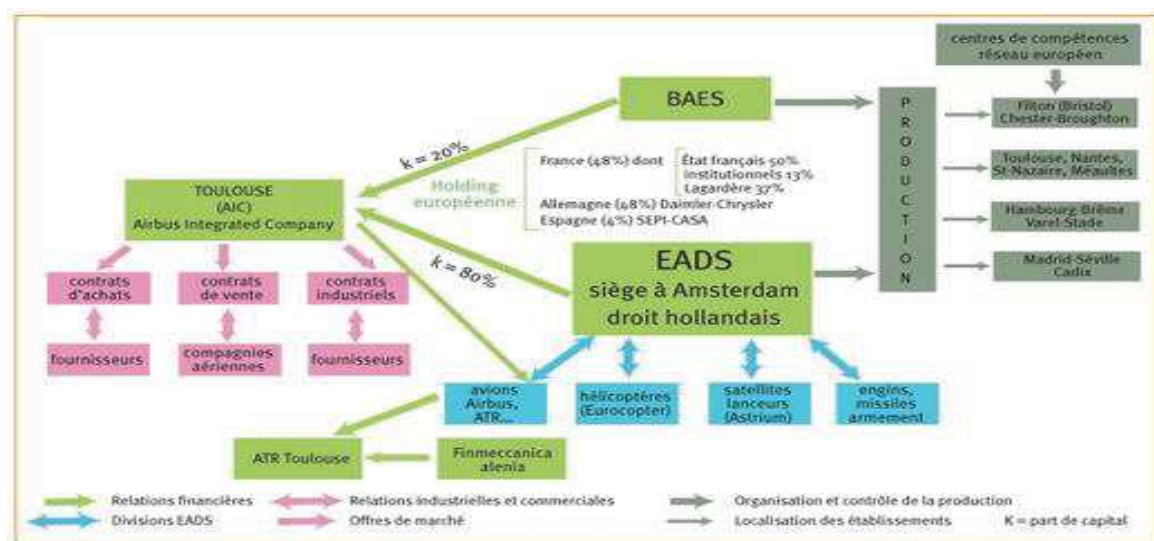 centres de compétences
réseau européen
BAES
P
R
O
D
U
C
T
I
O
N
Filton (Bristol)
Chester-Broughton
k = 20%
Holding
européenne
France (48%) dont
État français 50%
institutionnels 13%
Lagardère 37%
Allemagne (48%) Daimler-Chrysler
Espagne (4%) SEPI-CASA
Toulouse, Nantes,
St-Nazaire, Méaultes
TOULOUSE
(AIC)
Airbus Integrated Company
Hambourg-Brême
Varel-Stade
k = 80%
EADS
siège à Amsterdam
droit hollandais
Madrid-Séville
Cadix
contrats
d'achats
contrats
de vente
contrats
industriels
fournisseurs
compagnies
aériennes
fournisseurs
avions
Airbus,
ATR...
hélicoptères
(Eurocopter)
satellites
lanceurs
(Astrium)
engins,
missiles
armement
ATR Toulouse
Finmeccanica
alenia
Relations financières
Relations industrielles et commerciales
Organisation et contrôle de la production
Divisions EADS
Offres de marché
Localisation des établissements
K = part de capital